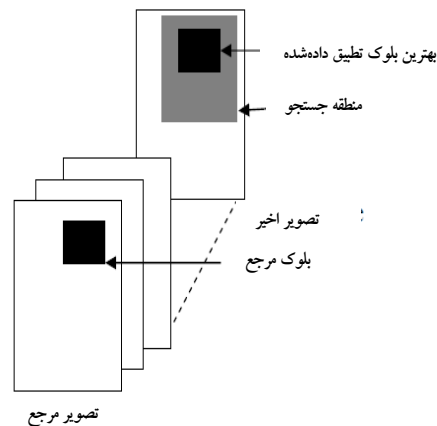 بهترین بلوک تطبیق داده‌شده
منطقه جستجو
تصویر اخیر
بلوک مرجع
تصویر مرجع